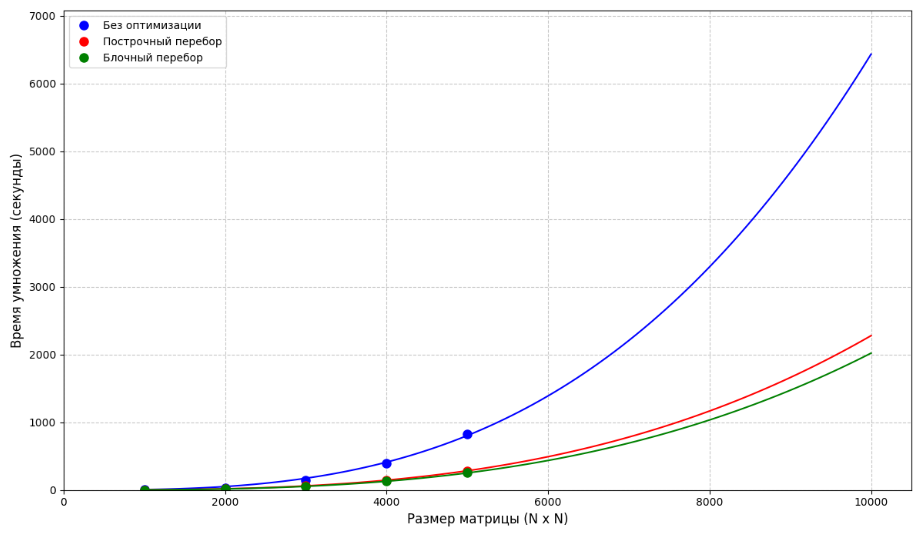 Без оптимизации
Построчный перебор
Блочный перебор
Время умножения (секунды)
7000
6000
5000
4000
3000
2000
1000
0
0 2000 4000 6000 8000 10000
Размер матрицы (N x N)